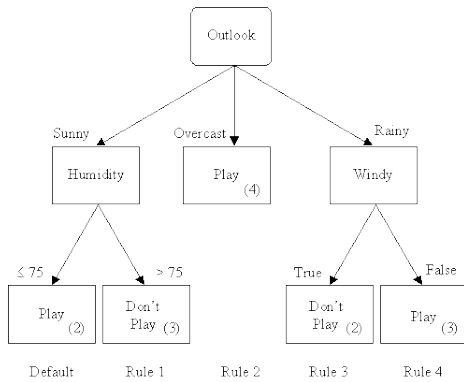 Outlook
Sunny
Overcast
Rainy
Humidity
Play
(4)
Windy
≤ 75
> 75
True
False
Play
(2)
Don't
Play (3)
Don't
Play (2)
Play
(3)
Default
Rule 1
Rule 2
Rule 3
Rule 4